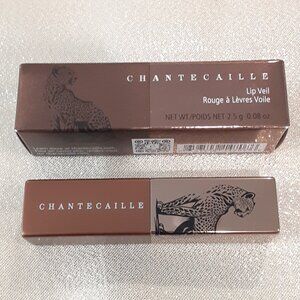 CHANTECAILLE
Lip Veil
Rouge à Lèvres Voile
NET WT/POIDS NET 2.5 g 0.08 oz
CHANTECAILLE